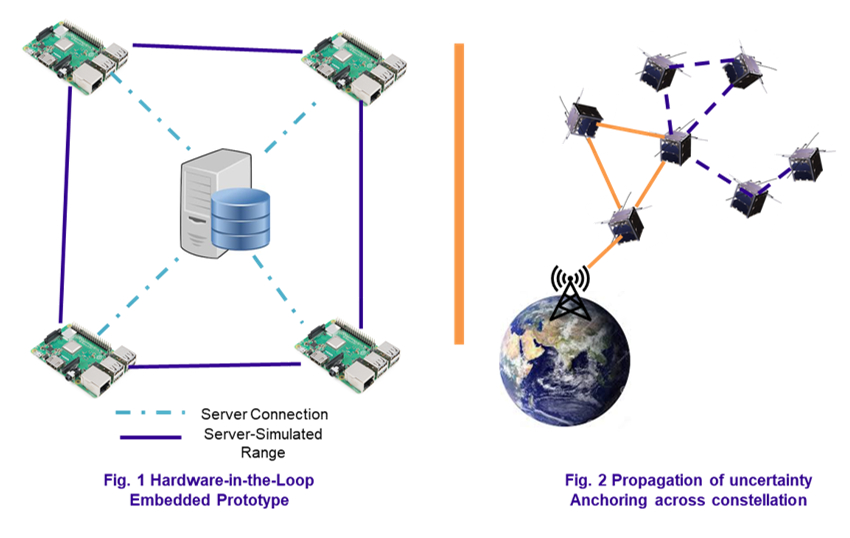 Server Connection
Server-Simulated
Range
Fig. 1 Hardware-in-the-Loop
Embedded Prototype
Fig. 2 Propagation of uncertainty
Anchoring across constellation